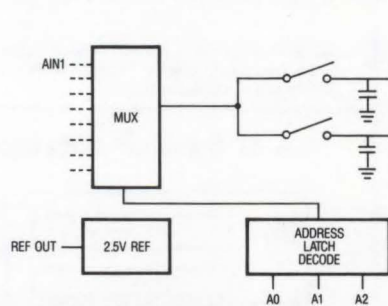 AIN1
MUX
REF OUT
2.5V REF
ADDRESS
LATCH
DECODE
A0 A1 A2